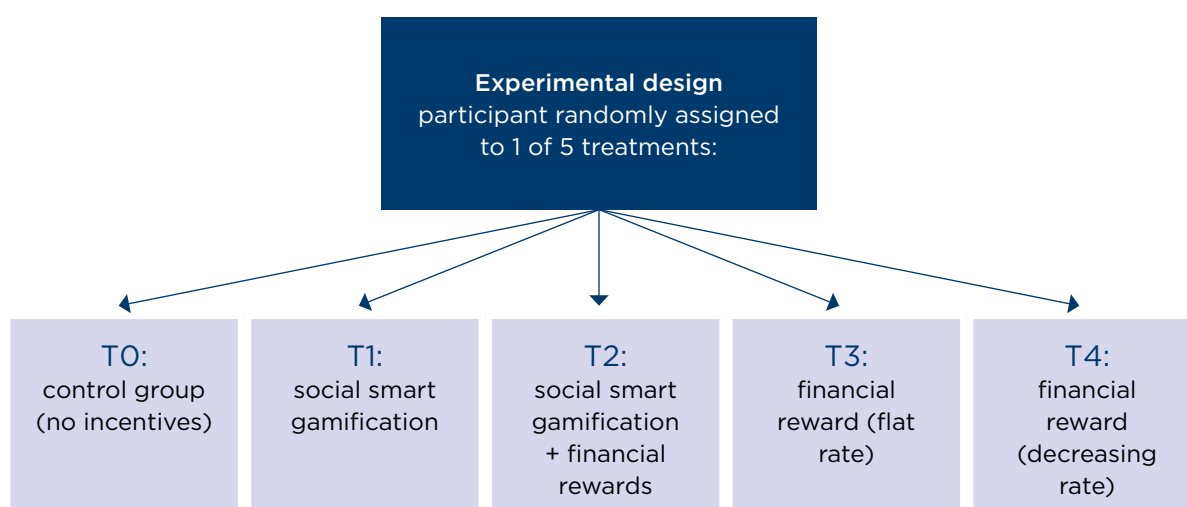 Experimental design
participant randomly assigned
to 1 of 5 treatments:
T0:
control group
(no incentives)
T1:
social smart
gamification
T2:
social smart
gamification
+ financial
rewards
T3:
financial
reward (flat
rate)
T4:
financial
reward
(decreasing
rate)